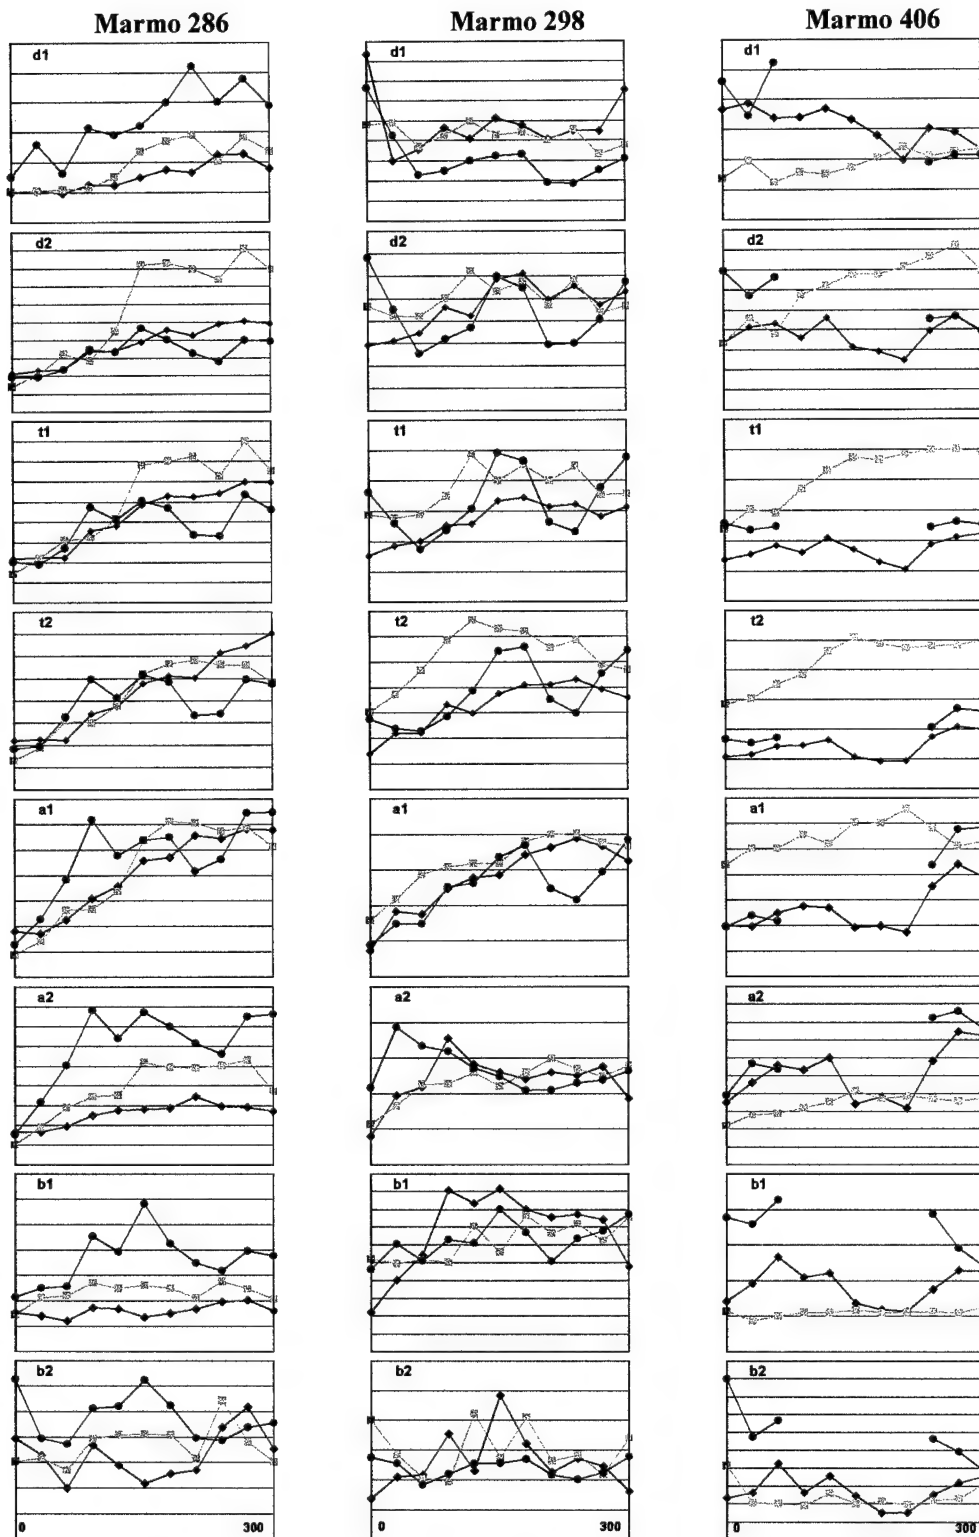 Marmo 286 Marmo 298 Marmo 406
d1 d1 d1
d2 d2 d2
t1 t1 t1
t2 t2 t2
a1 a1 a1
a2 a2 a2
b1 b1 b1
b2 b2 b2
0 300 0 300 0 300